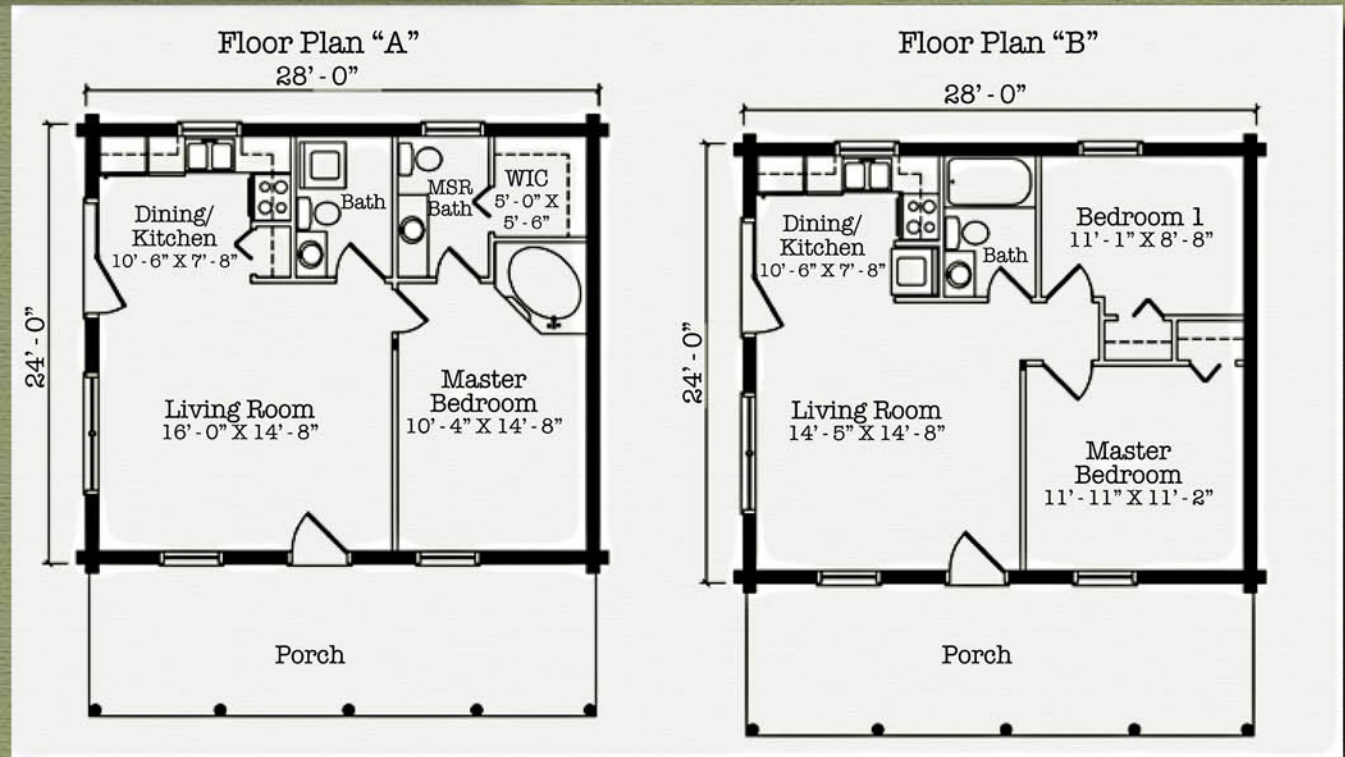 Floor Plan “A”
28’ - 0”
24’ - 0”
Dining/
Kitchen
10’ - 6” X 7’ - 8”
Bath
MSR
Bath
WIC
5’ - 0” X
5’ - 6”
Living Room
16’ - 0” X 14’ - 8”
Master
Bedroom
10’ - 4” X 14’ - 8”
Porch
Floor Plan “B”
28’ - 0”
24’ - 0”
Dining/
Kitchen
10’ - 6” X 7’ - 8”
Bath
Bedroom 1
11’ - 1” X 8’ - 8”
Living Room
14’ - 5” X 14’ - 8”
Master
Bedroom
11’ - 11” X 11’ - 2”
Porch